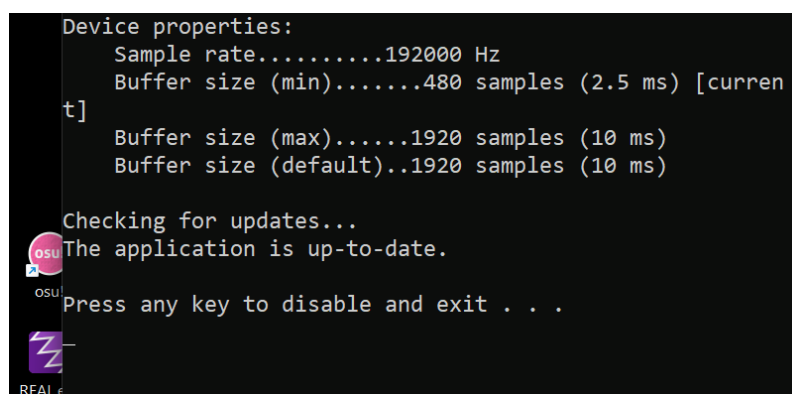 Device properties:
Sample rate..........192000 Hz
Buffer size (min).......480 samples (2.5 ms) [curren
t]
Buffer size (max)......1920 samples (10 ms)
Buffer size (default)..1920 samples (10 ms)
Checking for updates...
osu!
The application is up-to-date.
osu!
Press any key to disable and exit . . .
REAL